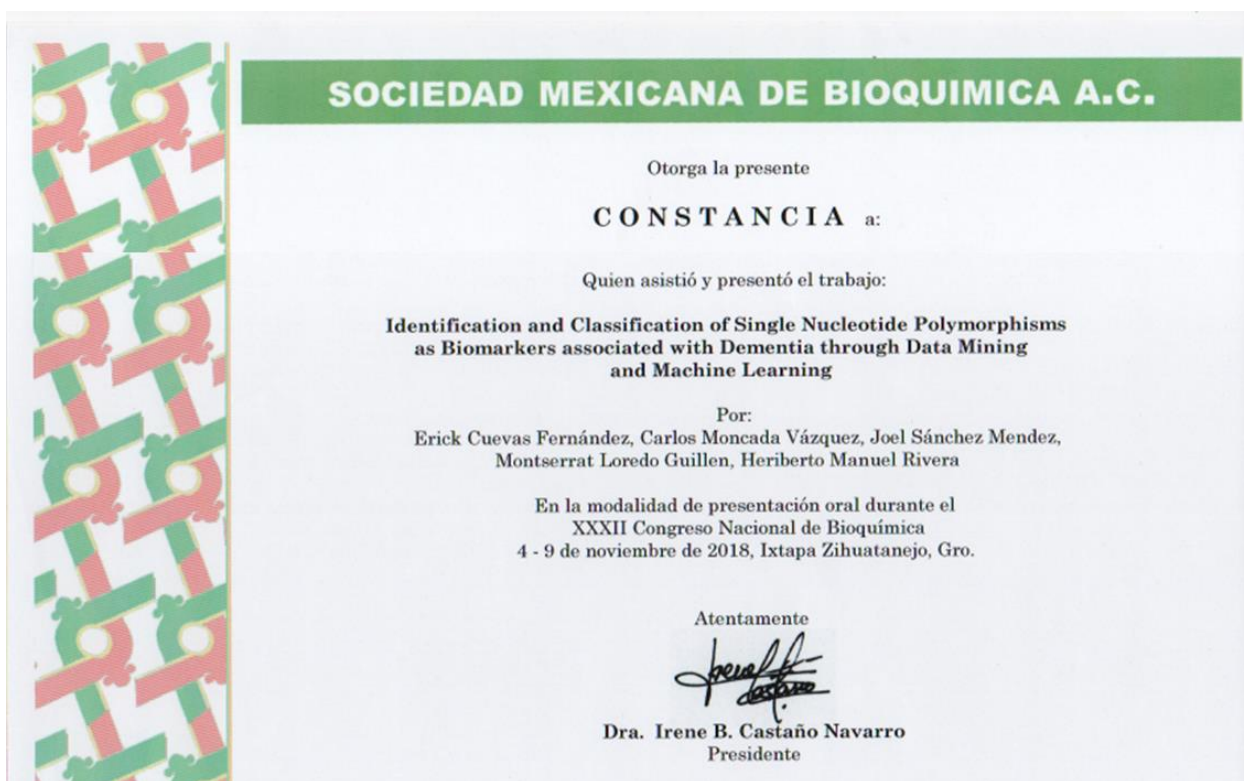 SOCIEDAD MEXICANA DE BIOQUIMICA A.C.
Otorga la presente
CONSTANCIA a:
Quien asistió y presentó el trabajo:
Identification and Classification of Single Nucleotide Polymorphisms
as Biomarkers associated with Dementia through Data Mining
and Machine Learning
Por:
Erick Cuevas Fernández, Carlos Moncada Vázquez, Joel Sánchez Mendez,
Montserrat Loredo Guillen, Heriberto Manuel Rivera
En la modalidad de presentación oral durante el
XXXII Congreso Nacional de Bioquímica
4 - 9 de noviembre de 2018, Ixtapa Zihuatanejo, Gro.
Atentamente
Dra. Irene B. Castaño Navarro
Presidente